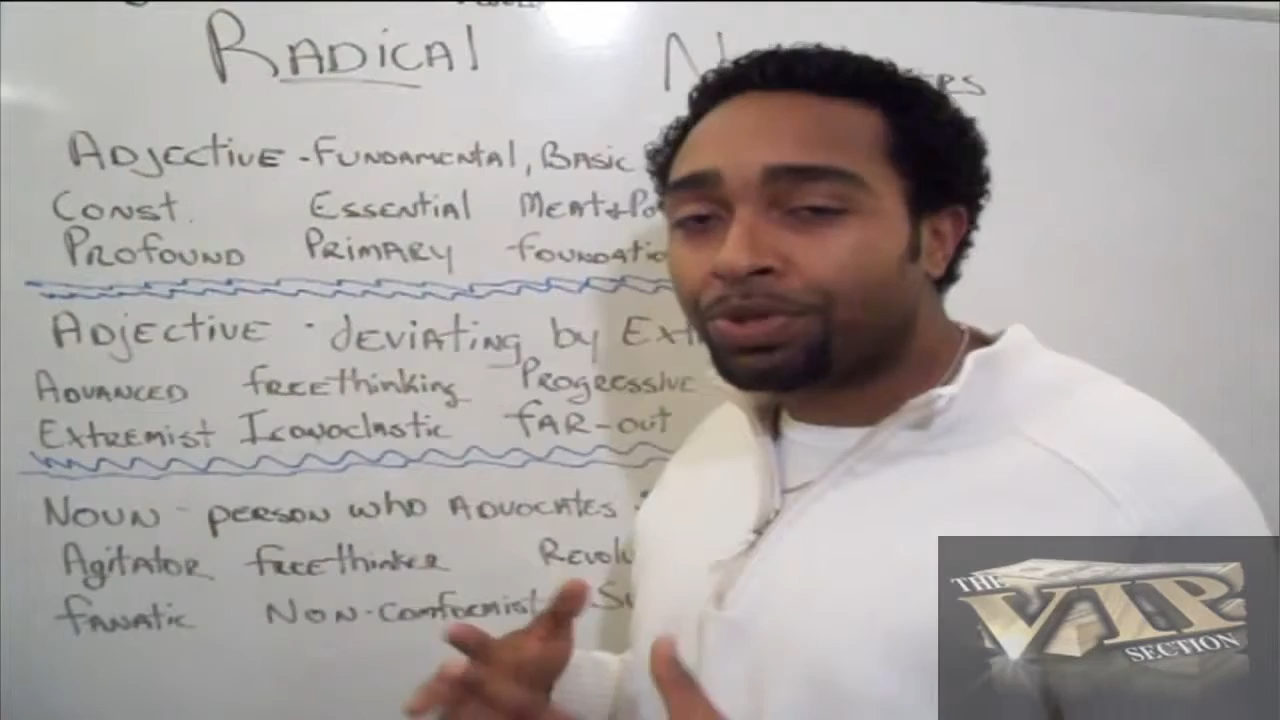 RADICAL
ADJECTIVE - FUNDAMENTAL, BASIC
CONST. ESSENTIAL MEAT+Po
PROFOUND PRIMARY FOUNDATIO
ADJECTIVE - deviating by Ext
ADVANCED freethinking PROGRESSIVE
EXTREMIST ICONOCLASTIC FAR-OUT
NOUN - PERSON WHO ADVOCATES
AgitATOR freethinker Revolu
FANATIC NON-CONFORMIST Su
THE
VIP
SECTION